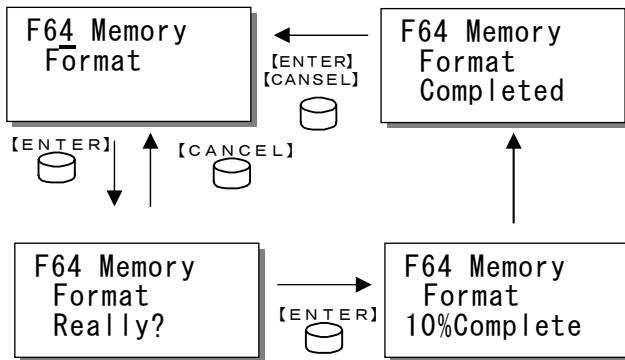 F64 Memory
Format
【ENTER】
【CANSEL】
F64 Memory
Format
Completed
【ENTER】
【CANCEL】
F64 Memory
Format
Really?
【ENTER】
F64 Memory
Format
10%Complete